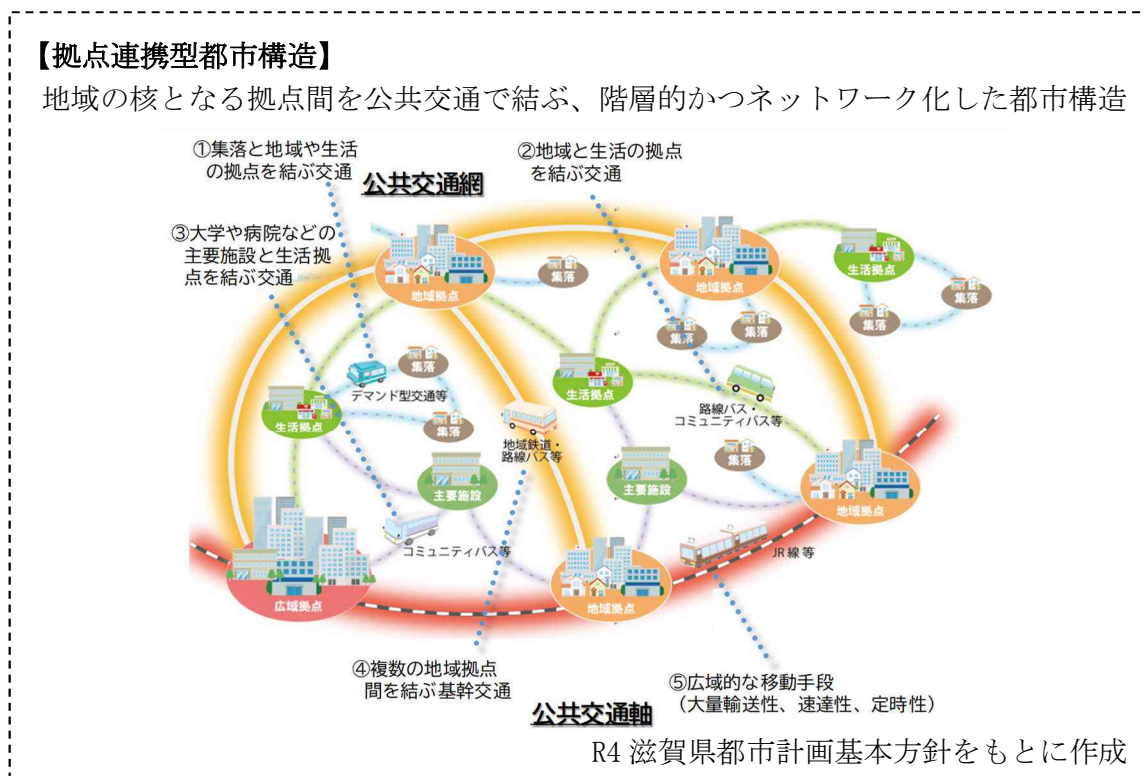 【拠点連携型都市構造】
地域の核となる拠点間を公共交通で結ぶ、階層的かつネットワーク化した都市構造
①集落と地域や生活
の拠点を結ぶ交通
②地域と生活の拠点
を結ぶ交通
公共交通網
③大学や病院などの
主要施設と生活拠
点を結ぶ交通
地域拠点
集落
地域拠点
生活拠点
集落
集落
集落
集落
集落
デマンド型交通等
生活拠点
集落
生活拠点
路線バス・
コミュニティバス等
地域鉄道・
路線バス等
主要施設
主要施設
集落
地域拠点
コミュニティバス等
JR線等
広域拠点
地域拠点
④複数の地域拠点
間を結ぶ基幹交通
⑤広域的な移動手段
（大量輸送性、速達性、定時性）
公共交通軸
R4 滋賀県都市計画基本方針をもとに作成